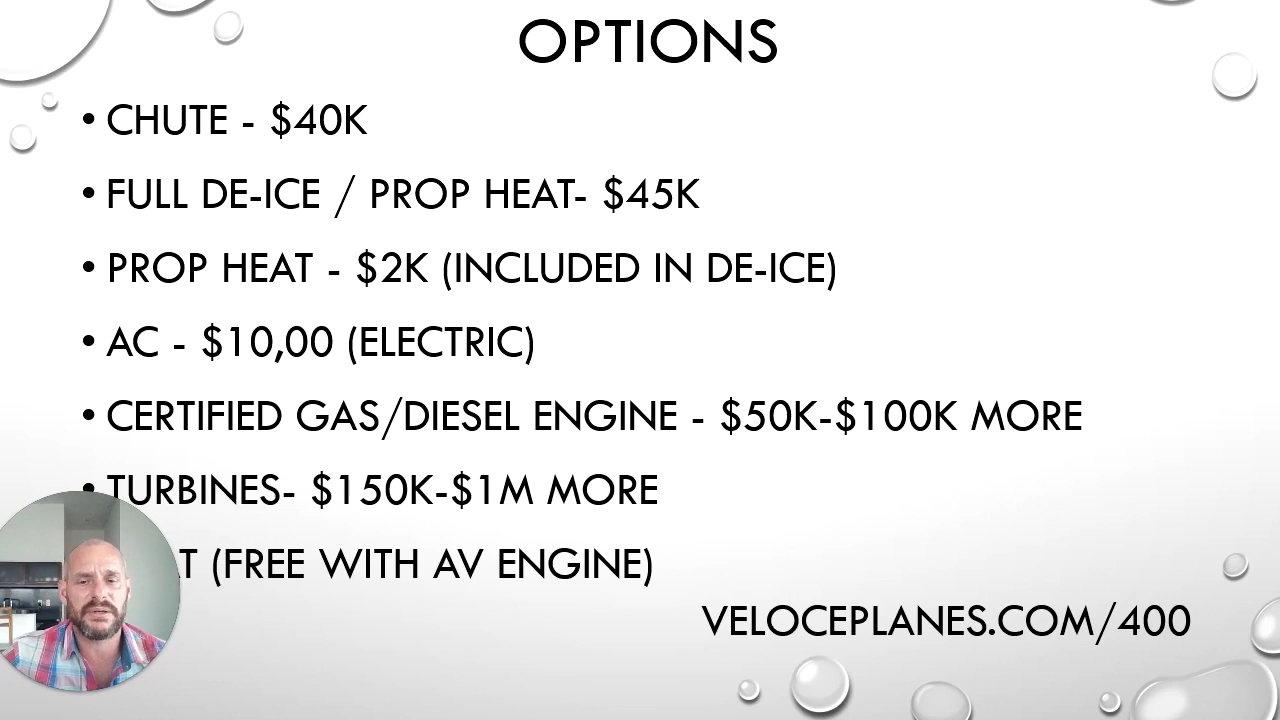 OPTIONS
• CHUTE - $40K
• FULL DE-ICE / PROP HEAT- $45K
• PROP HEAT - $2K (INCLUDED IN DE-ICE)
• AC - $10,00 (ELECTRIC)
• CERTIFIED GAS/DIESEL ENGINE - $50K-$100K MORE
• TURBINES- $150K-$1M MORE
(FREE WITH AV ENGINE)
VELOCEPLANES.COM/400